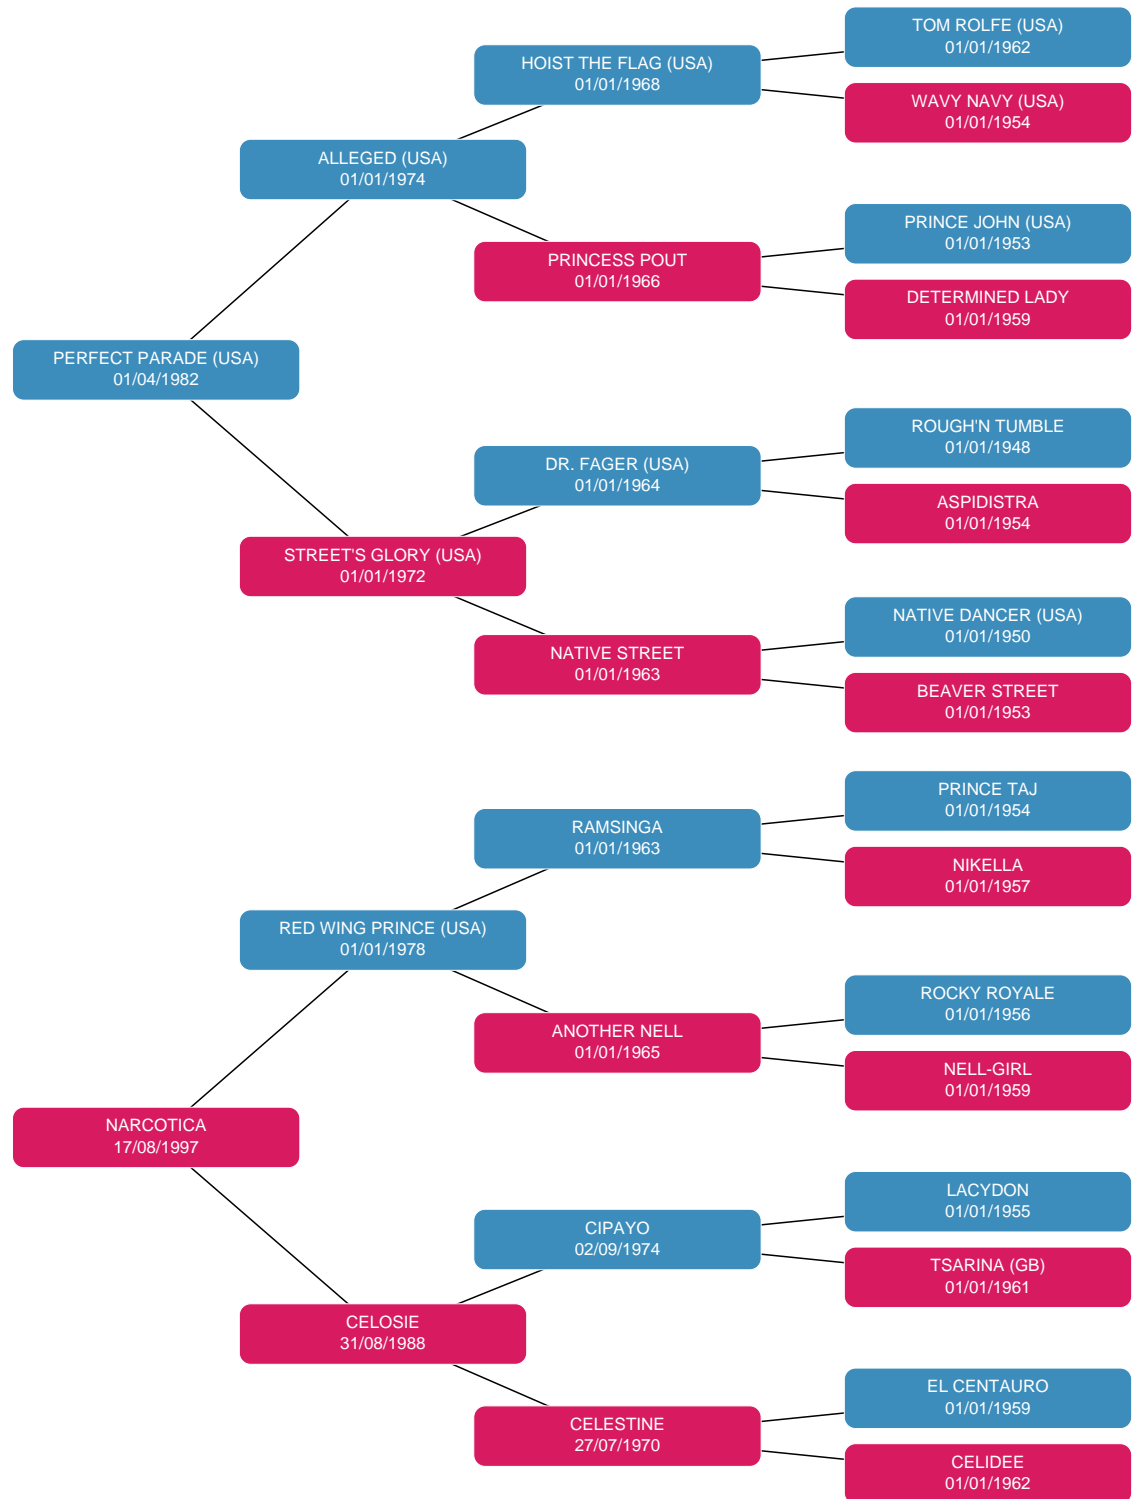 TOM ROLFE (USA)
01/01/1962
HOIST THE FLAG (USA)
01/01/1968
WAVY NAVY (USA)
01/01/1954
ALLEGED (USA)
01/01/1974
PRINCE JOHN (USA)
01/01/1953
PRINCESS POUT
01/01/1966
DETERMINED LADY
01/01/1959
PERFECT PARADE (USA)
01/04/1982
ROUGH'N TUMBLE
01/01/1948
DR. FAGER (USA)
01/01/1964
ASPIDISTRA
01/01/1954
STREET'S GLORY (USA)
01/01/1972
NATIVE DANCER (USA)
01/01/1950
NATIVE STREET
01/01/1963
BEAVER STREET
01/01/1953
PRINCE TAJ
01/01/1954
RAMSINGA
01/01/1963
NIKELLA
01/01/1957
RED WING PRINCE (USA)
01/01/1978
ROCKY ROYALE
01/01/1956
ANOTHER NELL
01/01/1965
NELL-GIRL
01/01/1959
NARCOTICA
17/08/1997
LACYDON
01/01/1955
CIPAYO
02/09/1974
TSARINA (GB)
01/01/1961
CELOSIE
31/08/1988
EL CENTAURO
01/01/1959
CELESTINE
27/07/1970
CELIDEE
01/01/1962